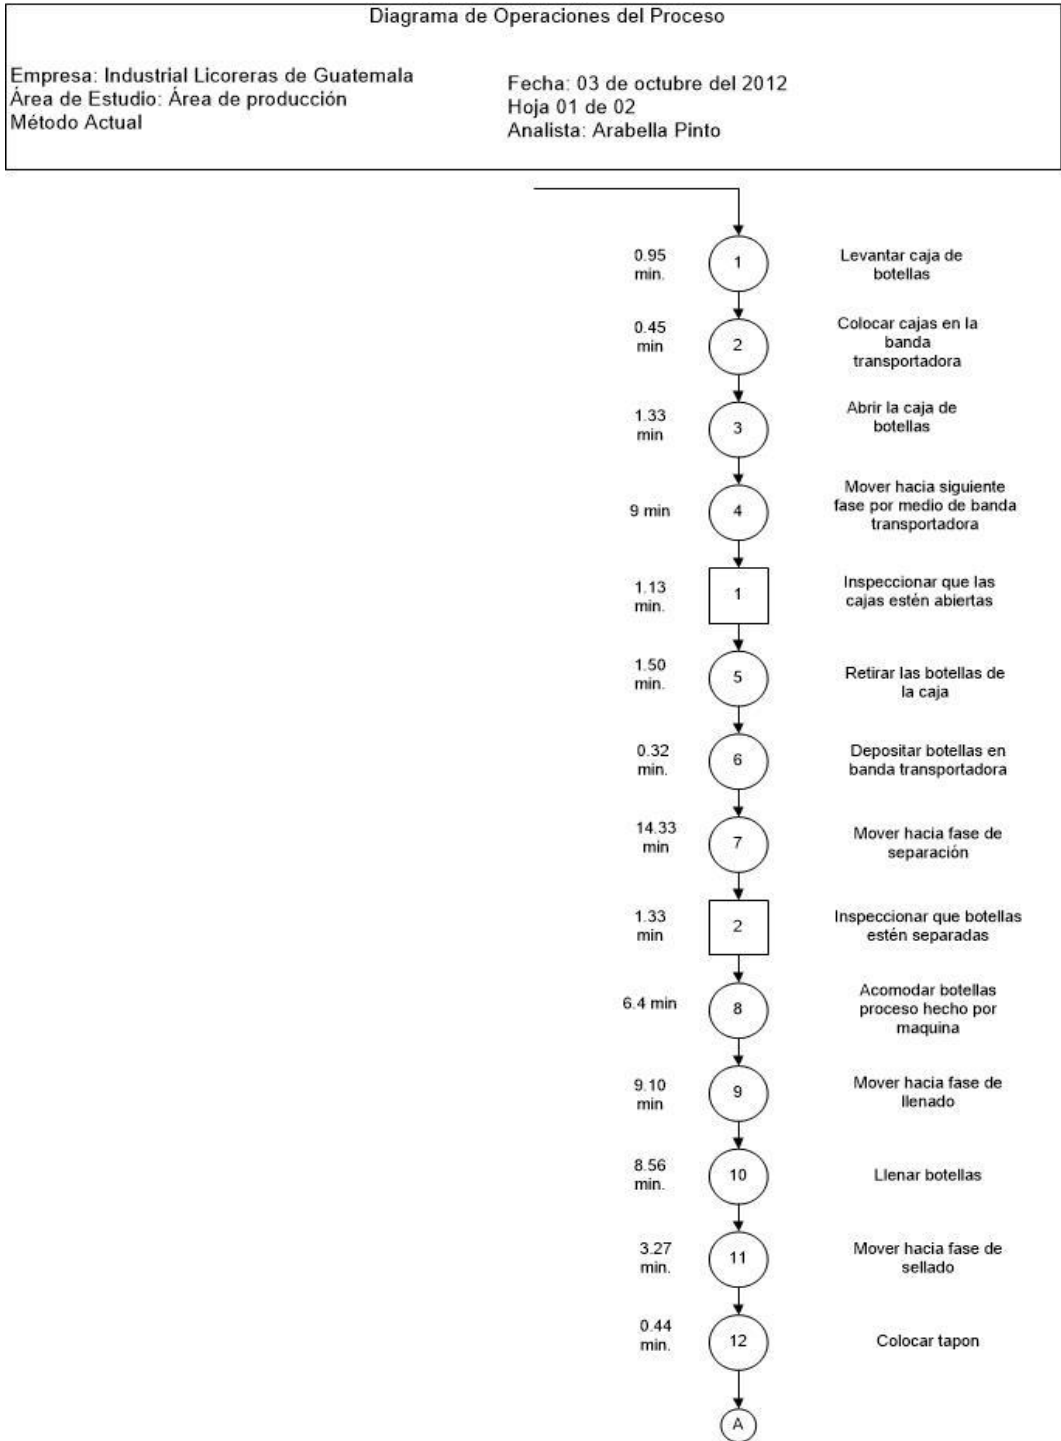 Diagrama de Operaciones del Proceso
Empresa: Industrial Licoreras de Guatemala
Área de Estudio: Área de producción
Método Actual
Fecha: 03 de octubre del 2012
Hoja 01 de 02
Analista: Arabella Pinto
0.95
min.
1
Levantar caja de
botellas
0.45
min
2
Colocar cajas en la
banda
transportadora
1.33
min
3
Abrir la caja de
botellas
9 min
4
Mover hacia siguiente
fase por medio de banda
transportadora
1.13
min.
1
Inspeccionar que las
cajas estén abiertas
1.50
min.
5
Retirar las botellas de
la caja
0.32
min.
6
Depositar botellas en
banda transportadora
14.33
min
7
Mover hacia fase de
separación
1.33
min
2
Inspeccionar que botellas
estén separadas
6.4 min
8
Acomodar botellas
proceso hecho por
maquina
9.10
min
9
Mover hacia fase de
llenado
8.56
min.
10
Llenar botellas
3.27
min.
11
Mover hacia fase de
sellado
0.44
min.
12
Colocar tapon
A